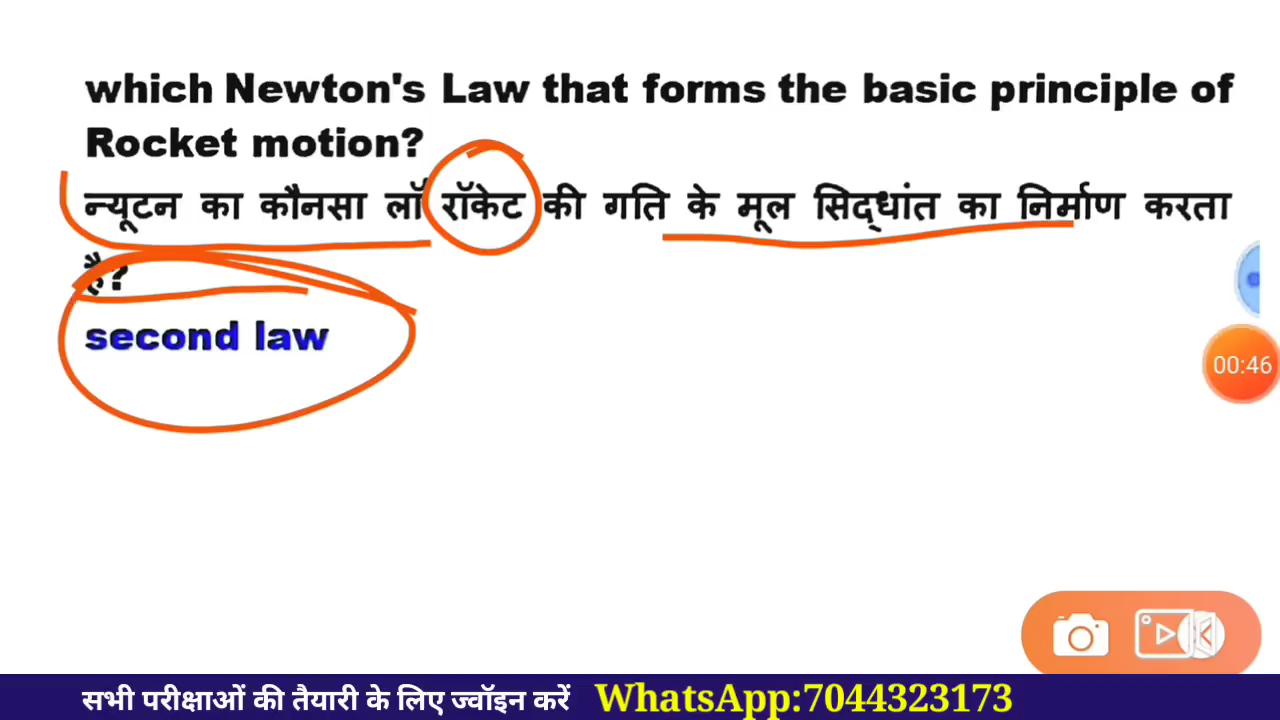 which Newton's Law that forms the basic principle of
Rocket motion?
न्यूटन का कौनसा लॉ रॉकेट की गति के मूल सिद्धांत का निर्माण करता
है?
second law
00:46
सभी परीक्षाओं की तैयारी के लिए ज्वॉइन करें WhatsApp:7044323173